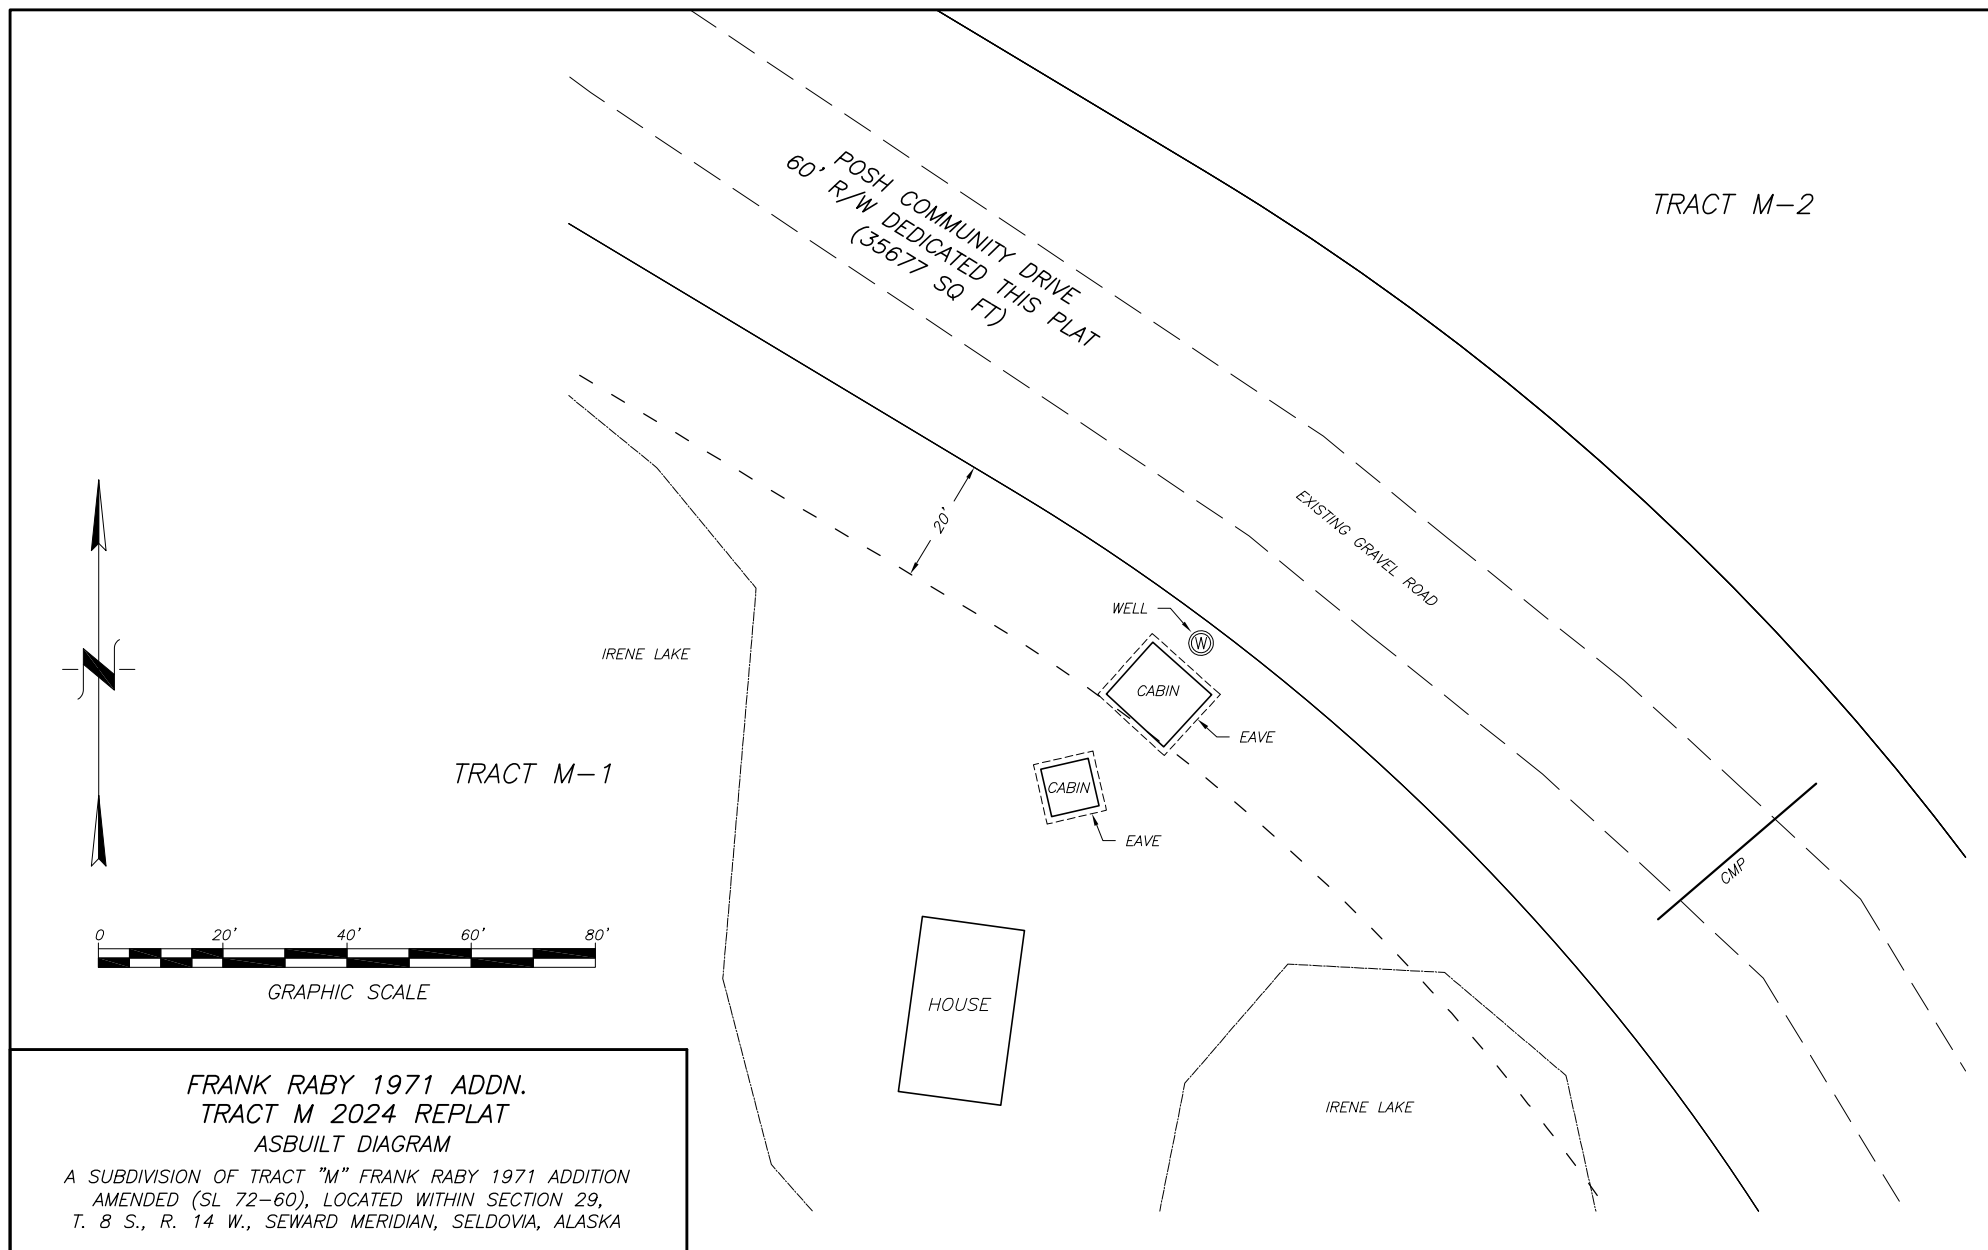 TRACT M-2
POSH COMMUNITY DRIVE
60' R/W DEDICATED THIS PLAT
(35677 SQ FT)
EXISTING GRAVEL ROAD
20'
WELL
W
IRENE LAKE
CABIN
EAVE
TRACT M-1
CABIN
EAVE
CMP
N
0 20' 40' 60' 80'
GRAPHIC SCALE
HOUSE
IRENE LAKE
FRANK RABY 1971 ADDN.
TRACT M 2024 REPLAT
ASBUILT DIAGRAM
A SUBDIVISION OF TRACT "M" FRANK RABY 1971 ADDITION
AMENDED (SL 72-60), LOCATED WITHIN SECTION 29,
T. 8 S., R. 14 W., SEWARD MERIDIAN, SELDOVIA, ALASKA